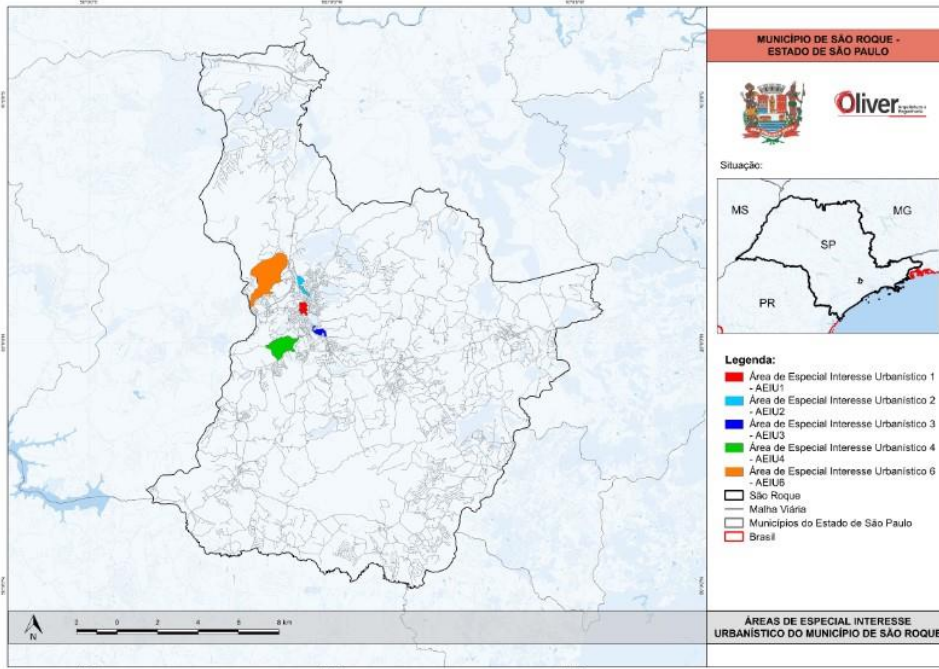 MUNICÍPIO DE SÃO ROQUE -
ESTADO DE SÃO PAULO
Oliver
Situação:
MS
MG
SP
PR
Legenda:
Área de Especial Interesse Urbanístico 1
- AEIU1
Área de Especial Interesse Urbanístico 2
- AEIU2
Área de Especial Interesse Urbanístico 3
- AEIU3
Área de Especial Interesse Urbanístico 4
- AEIU4
Área de Especial Interesse Urbanístico 6
- AEIU6
São Roque
Malha Viária
Municípios do Estado de São Paulo
Brasil
N
2 0 2 4 6 8 km
ÁREAS DE ESPECIAL INTERESSE
URBANÍSTICO DO MUNICÍPIO DE SÃO ROQUE